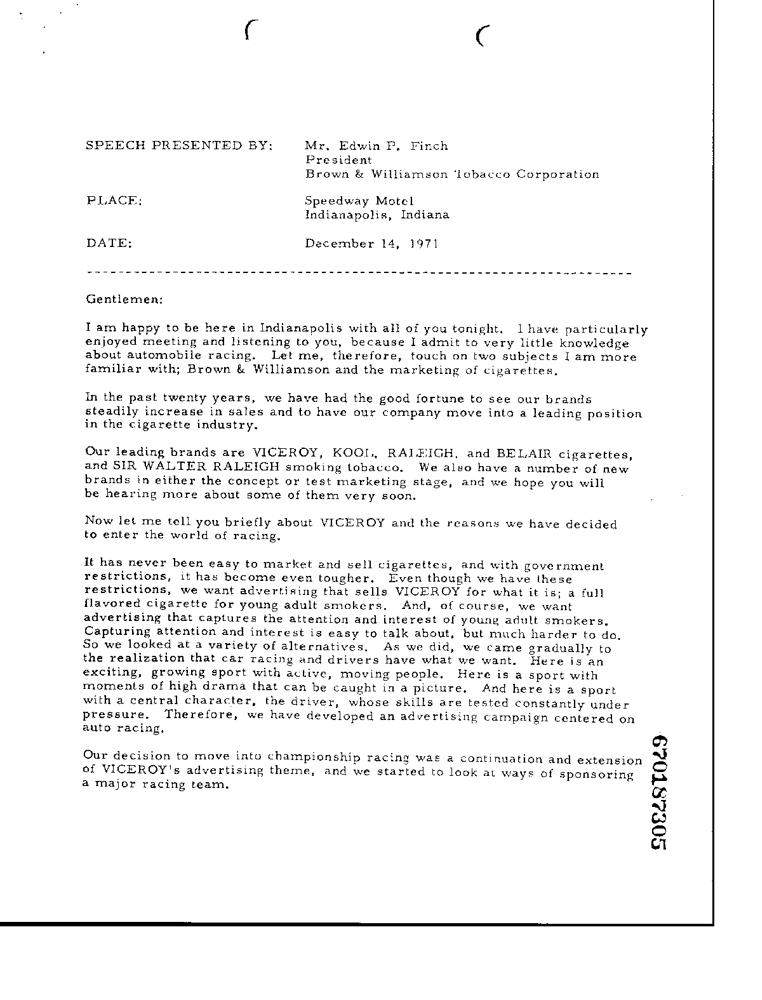 SPEECH PRESENTED BY: Mr. Edwin P. Finch
President
Brown & Williamson Tobacco Corporation
PLACE: Speedway Motel
Indianapolis, Indiana
DATE: December 14, 1971
Gentlemen:
I am happy to be here in Indianapolis with all of you tonight. I have particularly
enjoyed meeting and listening to you, because I admit to very little knowledge
about automobile racing. Let me, therefore, touch on two subjects I am more
familiar with; Brown & Williamson and the marketing of cigarettes.
In the past twenty years, we have had the good fortune to see our brands
steadily increase in sales and to have our company move into a leading position
in the cigarette industry.
Our leading brands are VICEROY, KOOL, RALEIGH, and BELAIR cigarettes,
and SIR WALTER RALEIGH smoking tobacco. We also have a number of new
brands in either the concept or test marketing stage, and we hope you will
be hearing more about some of them very soon.
Now let me tell you briefly about VICEROY and the reasons we have decided
to enter the world of racing.
It has never been easy to market and sell cigarettes, and with government
restrictions, it has become even tougher. Even though we have these
restrictions, we want advertising that sells VICEROY for what it is; a full
flavored cigarette for young adult smokers. And, of course, we want
advertising that captures the attention and interest of young adult smokers.
Capturing attention and interest is easy to talk about, but much harder to do.
So we looked at a variety of alternatives. As we did, we came gradually to
the realization that car racing and drivers have what we want. Here is an
exciting, growing sport with active, moving people. Here is a sport with
moments of high drama that can be caught in a picture. And here is a sport
with a central character, the driver, whose skills are tested constantly under
pressure. Therefore, we have developed an advertising campaign centered on
auto racing.
Our decision to move into championship racing was a continuation and extension
of VICEROY's advertising theme, and we started to look at ways of sponsoring
a major racing team.
670187305